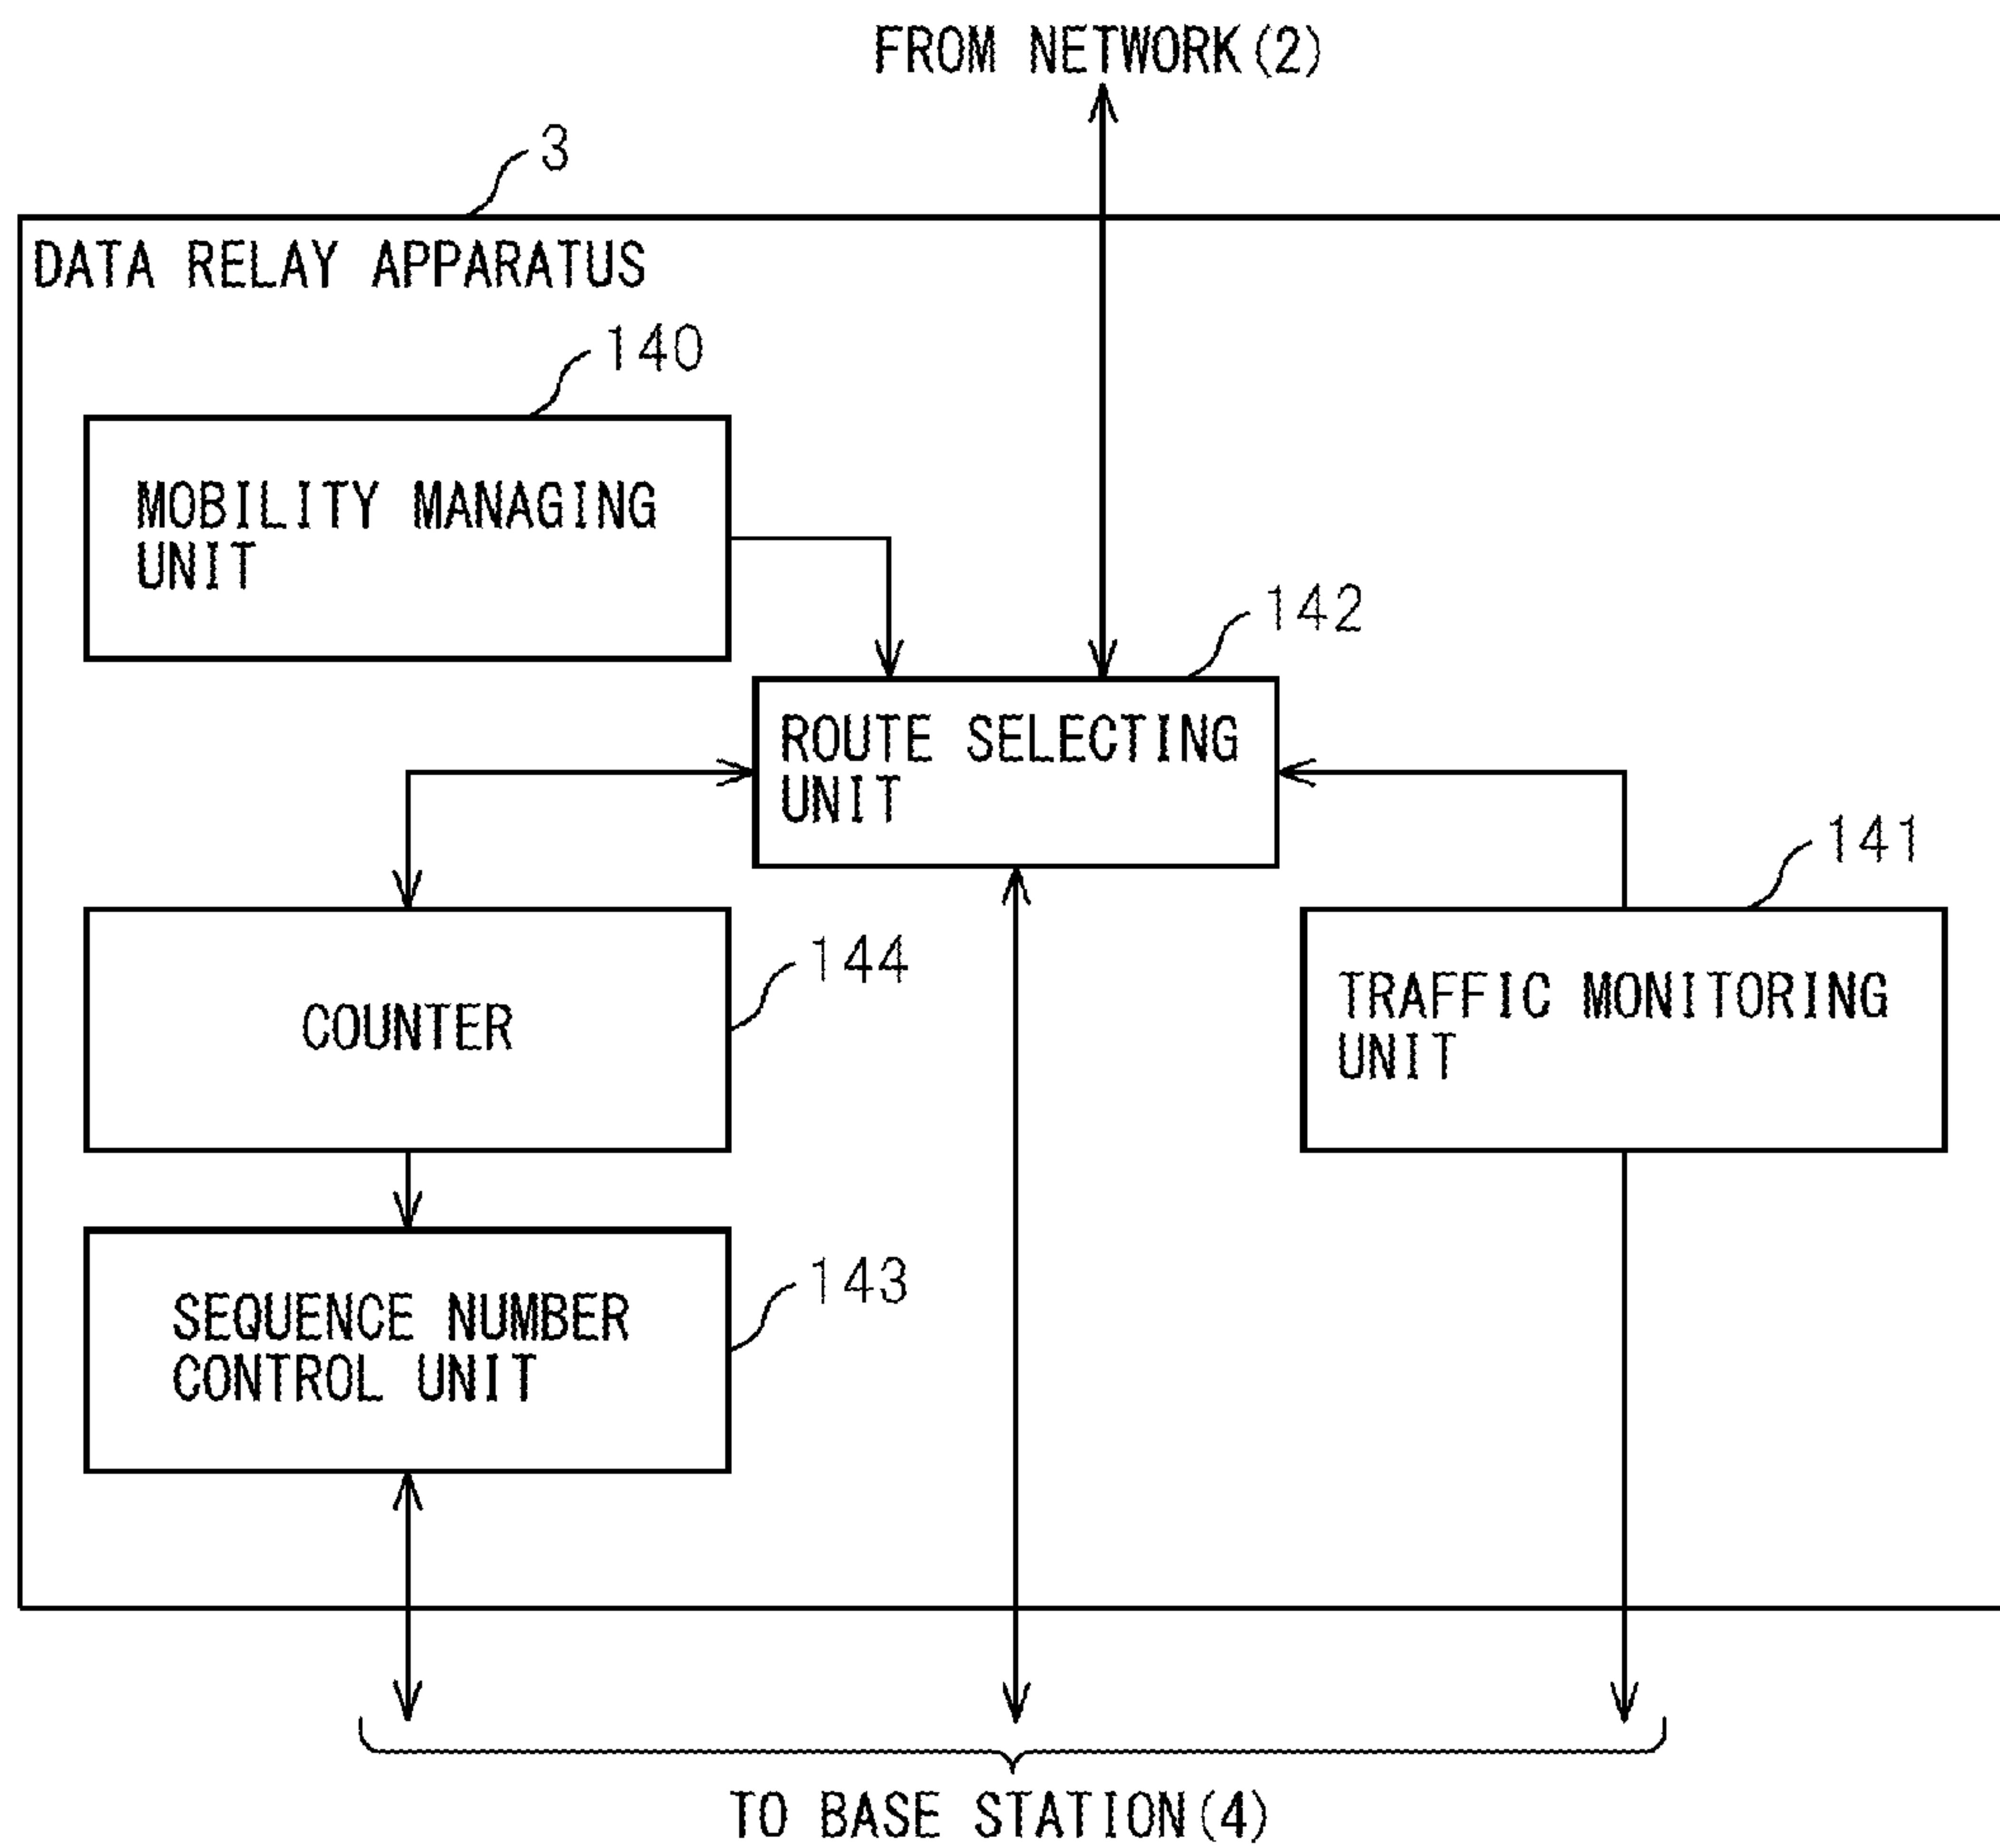 FROM NETWORK(2)
3
DATA RELAY APPARATUS
140
MOBILITY MANAGING
UNIT
142
ROUTE SELECTING
UNIT
141
144
COUNTER
TRAFFIC MONITORING
UNIT
143
SEQUENCE NUMBER
CONTROL UNIT
TO BASE STATION(4)